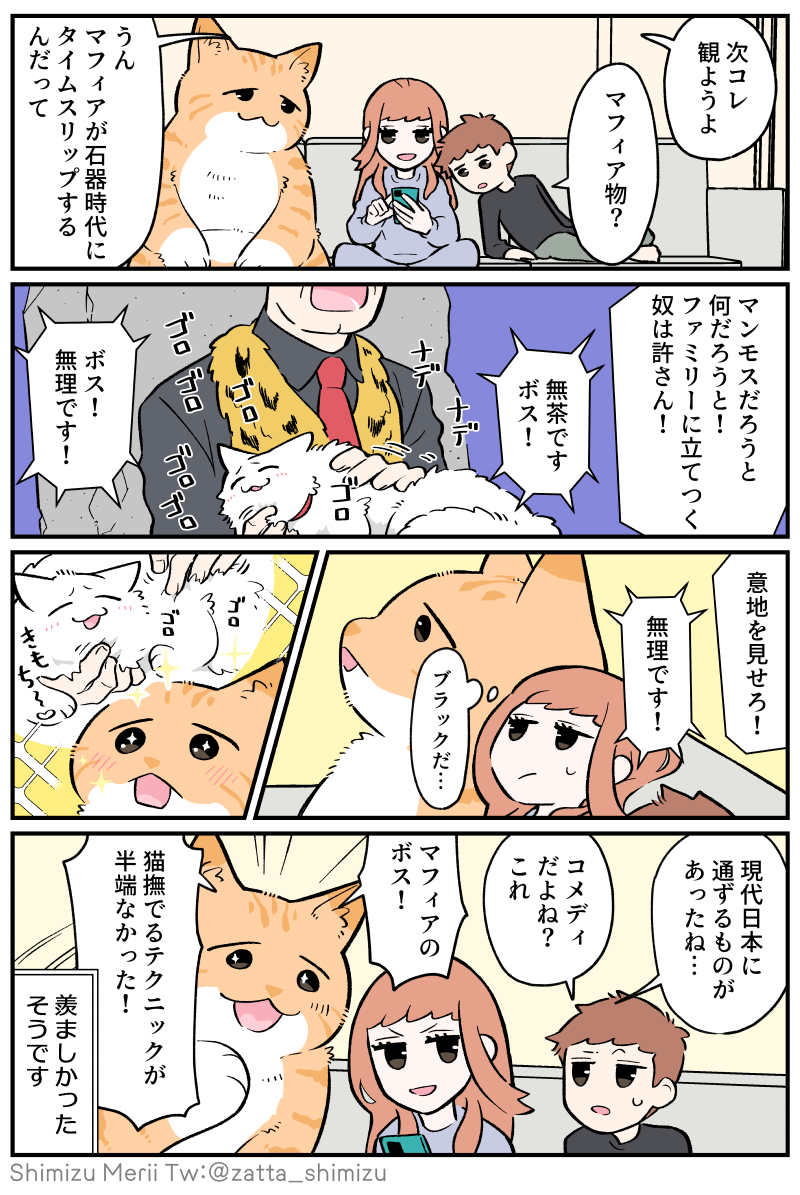 次コレ
観ようよ
マフィア物?
うん
マフィアが石器時代に
タイムスリップする
んだって
マンモスだろうと
何だろうと!
ファミリーに立てつく
奴は許さん!
無茶です
ボス!
ナデ
ナデ
ゴロ
ゴロ
ゴロ
ゴロ
ゴロ
ゴロ
ボス!
無理です!
意地を見せろ!
無理です!
ブラックだ…
ゴロ
ゴロ
きもち〜
現代日本に
通ずるものが
あったね…
コメディ
だよね?
これ
マフィアの
ボス!
猫撫でるテクニックが
半端なかった!
羨ましかった
そうです
Shimizu Merii Tw:@zatta_shimizu